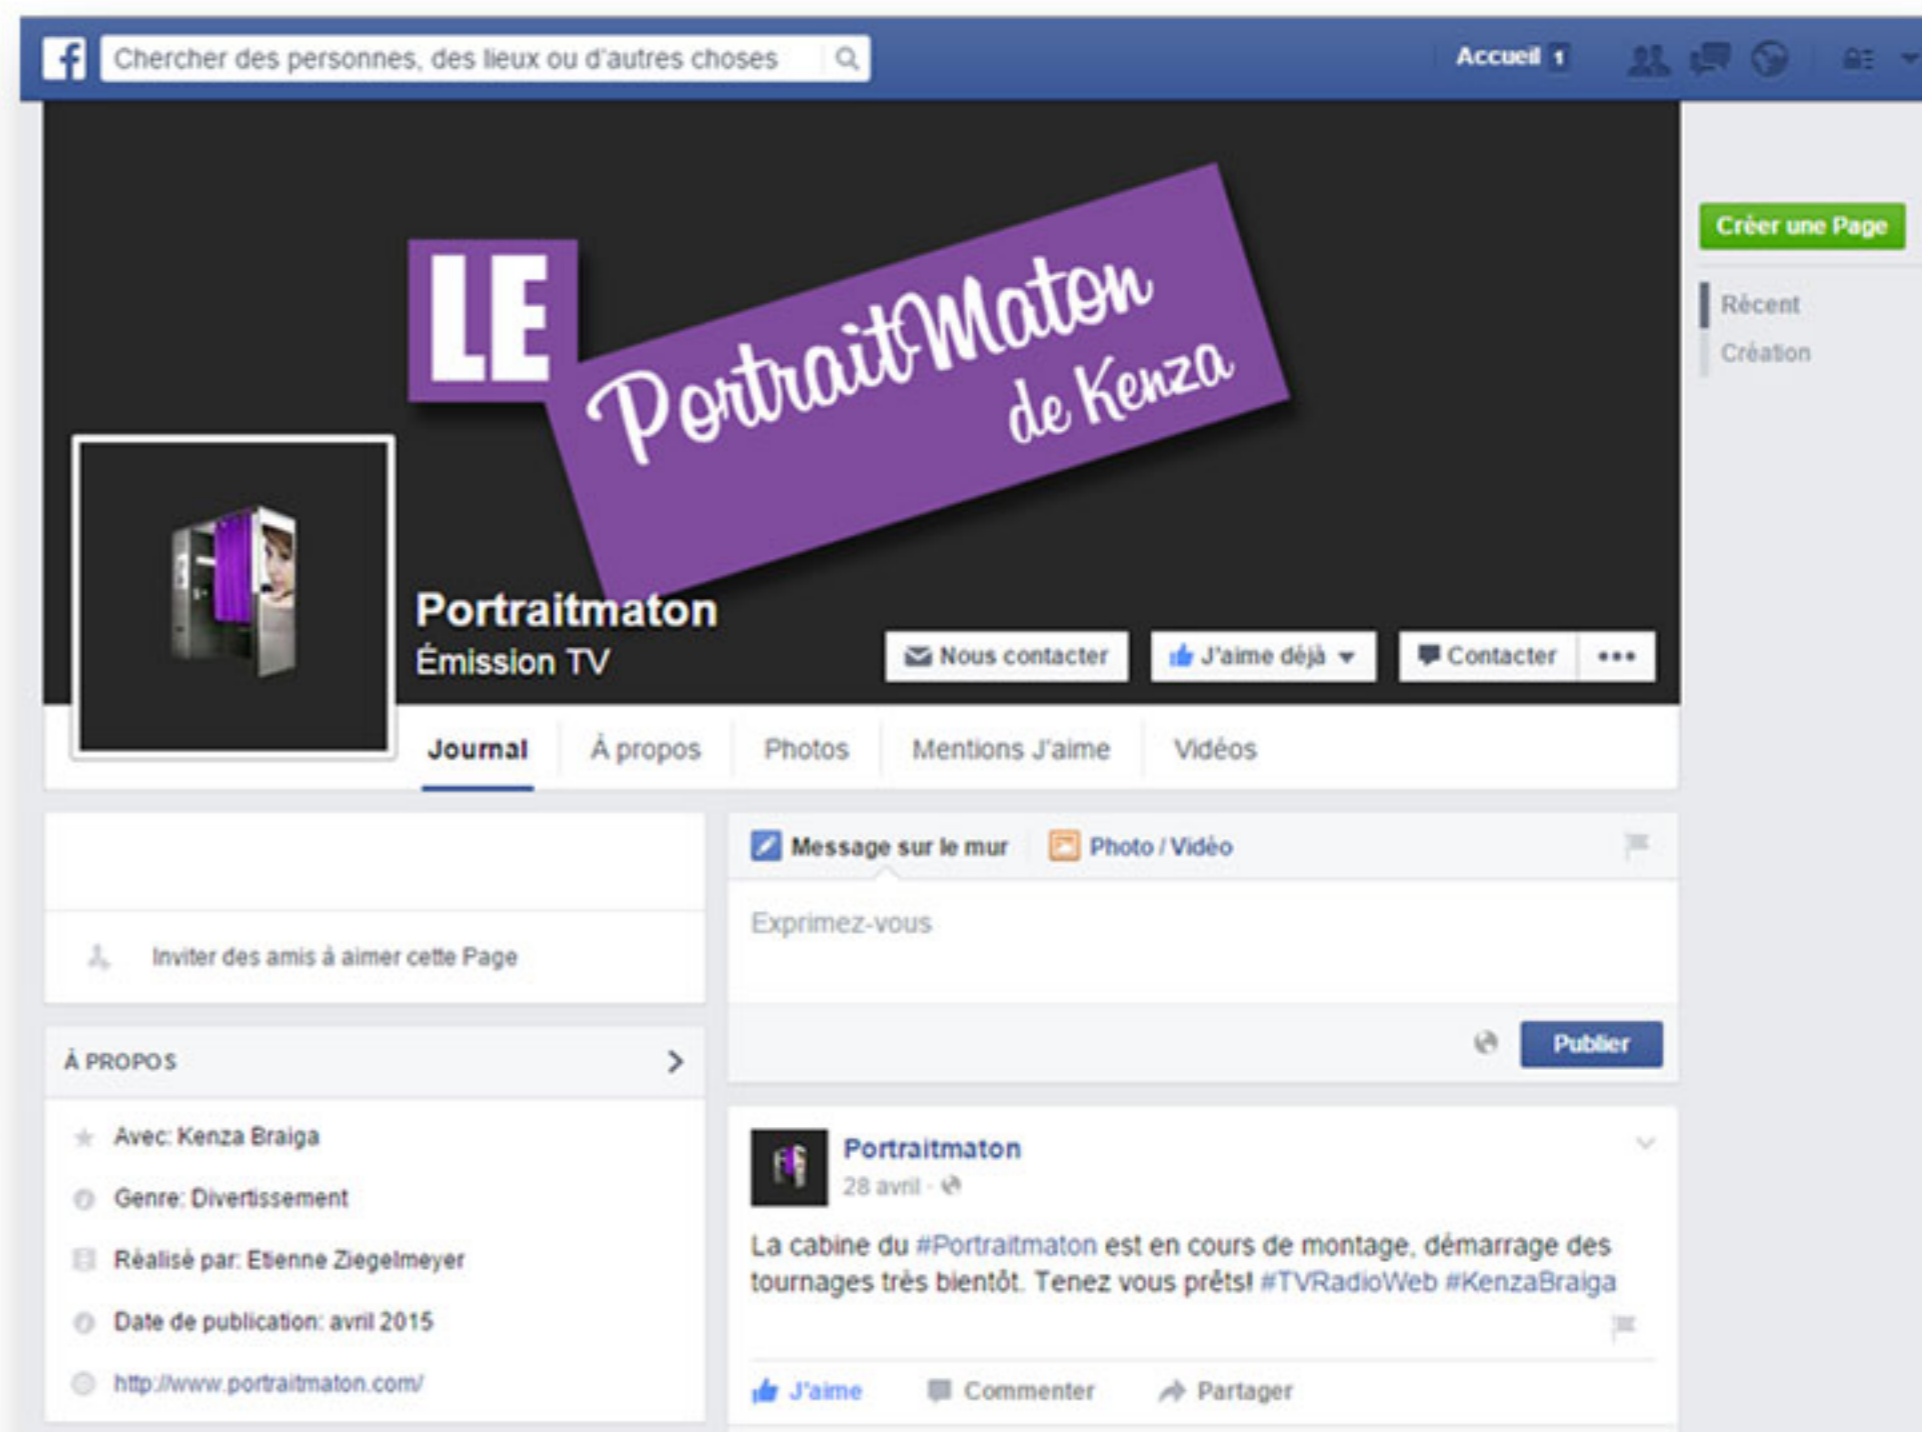 Chercher des personnes, des lieux ou d'autres choses
Accueil 1
LE
PortraitMaton
de Kenza
Créer une Page
Récent
Création
Portraitmaton
Émission TV
Nous contacter
J'aime déjà
Contacter
Journal
À propos
Photos
Mentions J'aime
Vidéos
Inviter des amis à aimer cette Page
À PROPOS
Avec: Kenza Braiga
Genre: Divertissement
Réalisé par: Etienne Ziegelmeyer
Date de publication: avril 2015
http://www.portraitmaton.com/
Message sur le mur
Photo / Vidéo
Exprimez-vous
Publier
Portraitmaton
28 avril ·
La cabine du #Portraitmaton est en cours de montage, démarrage des
tournages très bientôt. Tenez vous prêts! #TVRadioWeb #KenzaBraiga
J'aime
Commenter
Partager